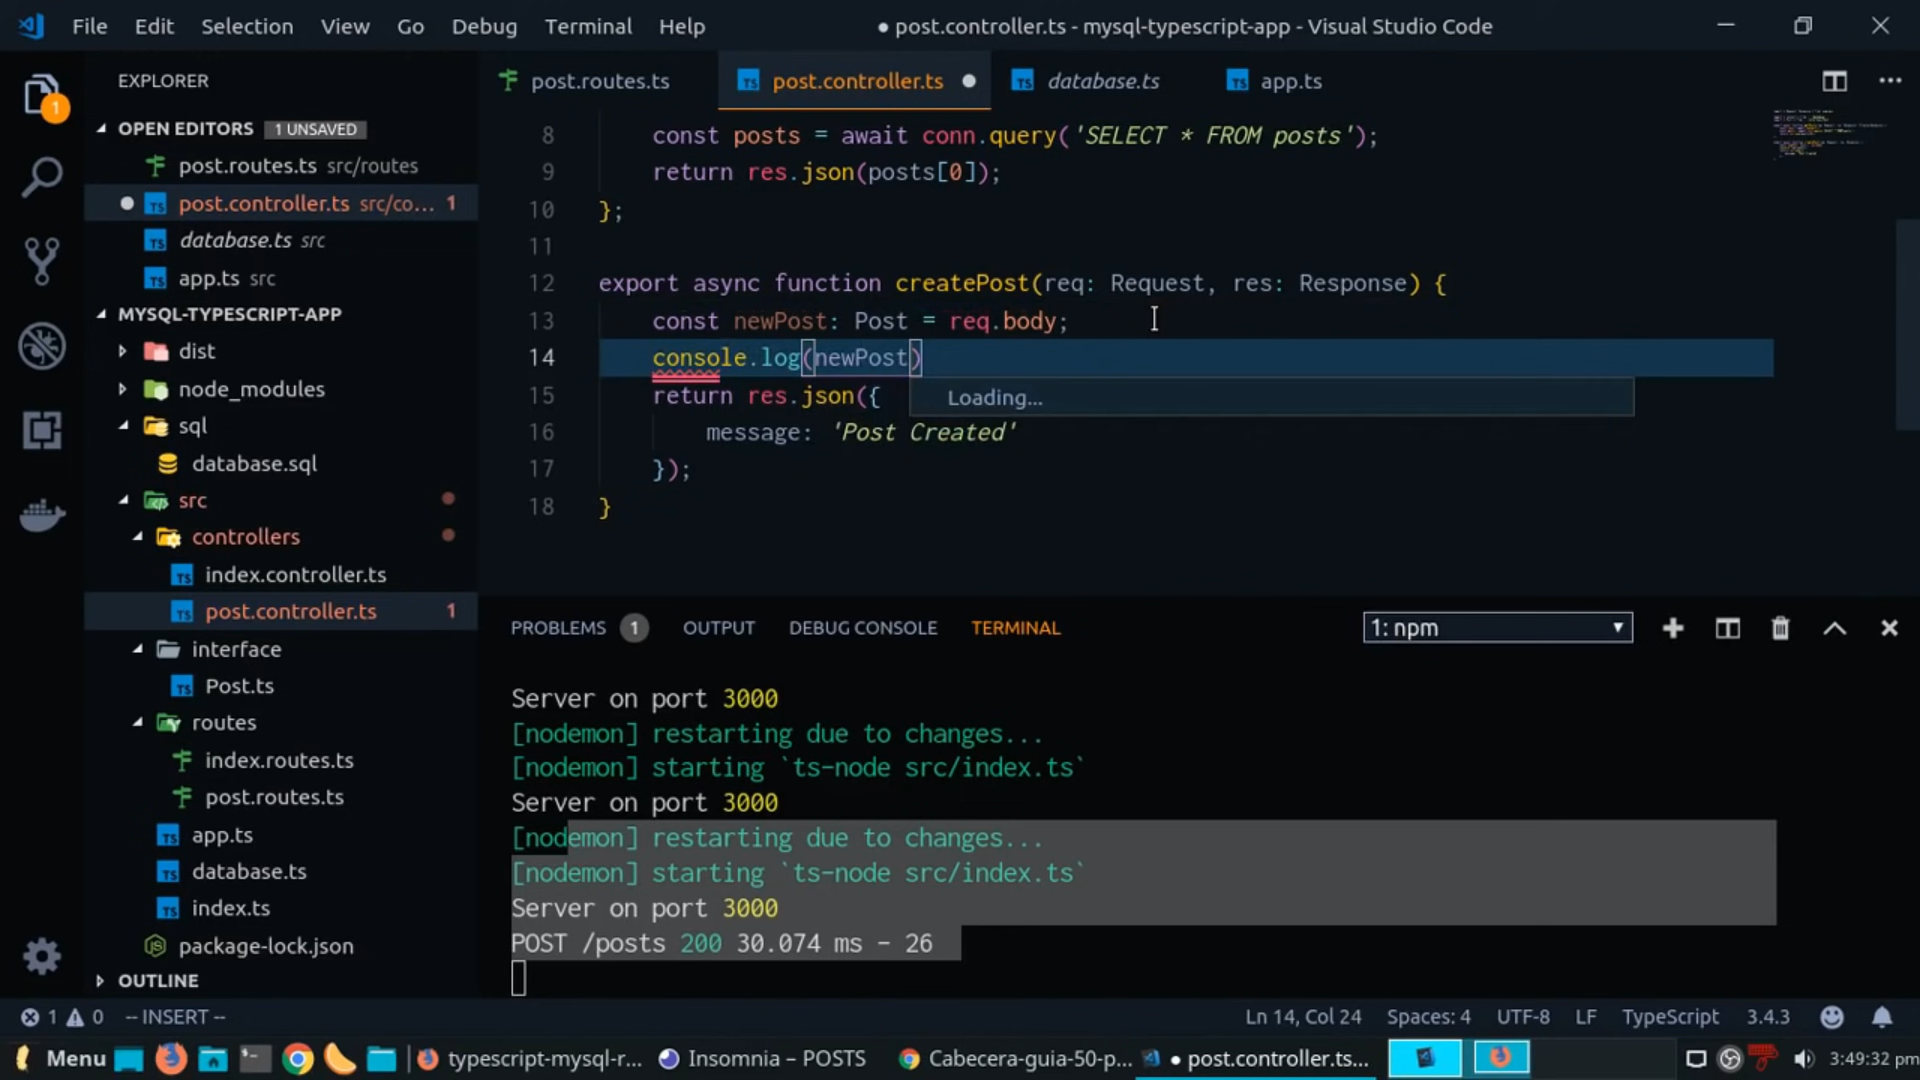 File Edit Selection View Go Debug Terminal Help
● post.controller.ts - mysql-typescript-app - Visual Studio Code
EXPLORER
OPEN EDITORS 1 UNSAVED
post.routes.ts src/routes
post.controller.ts src/co... 1
database.ts src
app.ts src
MYSQL-TYPESCRIPT-APP
dist
node_modules
sql
database.sql
src
controllers
index.controller.ts
post.controller.ts 1
interface
Post.ts
routes
index.routes.ts
post.routes.ts
app.ts
database.ts
index.ts
package-lock.json
OUTLINE
1
post.routes.ts post.controller.ts database.ts app.ts
8 const posts = await conn.query('SELECT * FROM posts');
9 return res.json(posts[0]);
10 };
11
12 export async function createPost(req: Request, res: Response) {
13 const newPost: Post = req.body;
14 console.log(newPost)
15 return res.json({
Loading...
16 message: 'Post Created'
17 });
18 }
PROBLEMS 1 OUTPUT DEBUG CONSOLE TERMINAL
1: npm
Server on port 3000
[nodemon] restarting due to changes...
[nodemon] starting `ts-node src/index.ts`
Server on port 3000
[nodemon] restarting due to changes...
[nodemon] starting `ts-node src/index.ts`
Server on port 3000
POST /posts 200 30.074 ms - 26
1 0 -- INSERT --
Ln 14, Col 24 Spaces: 4 UTF-8 LF TypeScript 3.4.3
Menu typescript-mysql-r... Insomnia – POSTS Cabecera-guia-50-p... ● post.controller.ts... 3:49:32 pm